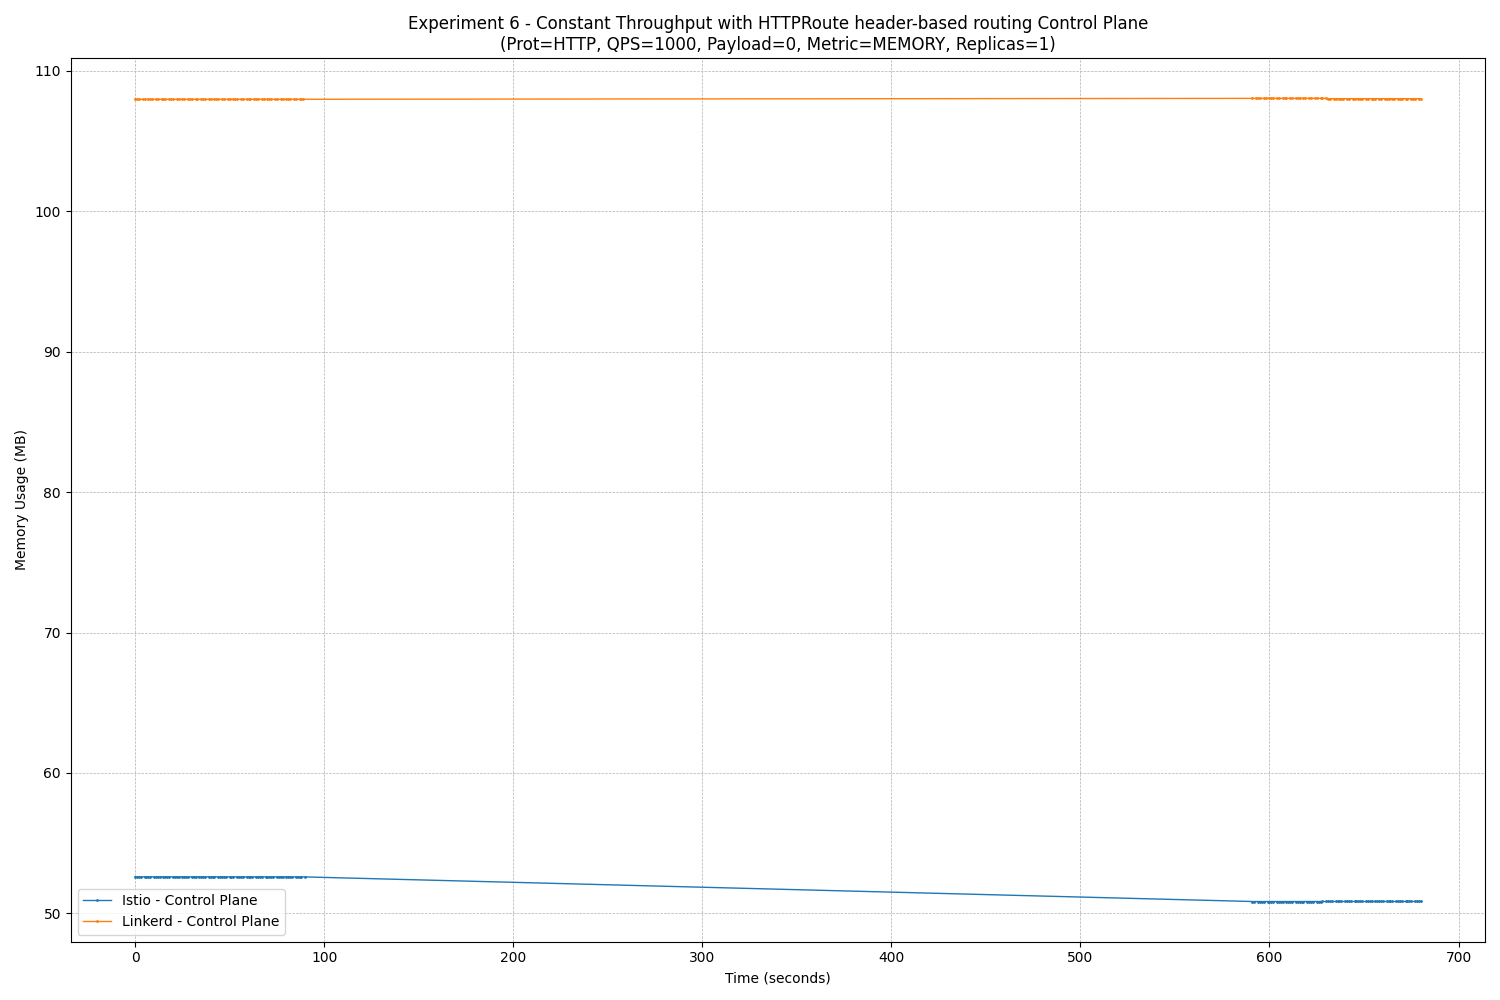 Experiment 6 - Constant Throughput with HTTPRoute header-based routing Control Plane
(Prot=HTTP, QPS=1000, Payload=0, Metric=MEMORY, Replicas=1)
110
100
90
80
70
60
50
Memory Usage (MB)
Istio - Control Plane
Linkerd - Control Plane
0 100 200 300 400 500 600 700
Time (seconds)